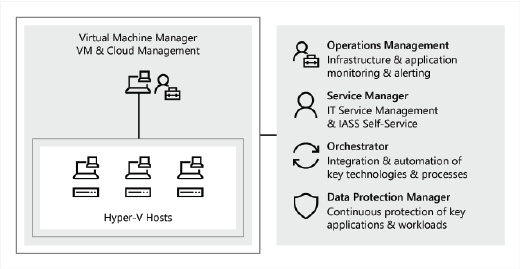 Virtual Machine Manager
VM & Cloud Management
Hyper-V Hosts
Operations Management
Infrastructure & application
monitoring & alerting
Service Manager
IT Service Management
& IASS Self-Service
Orchestrator
Integration & automation of
key technologies & processes
Data Protection Manager
Continuous protection of key
applications & workloads